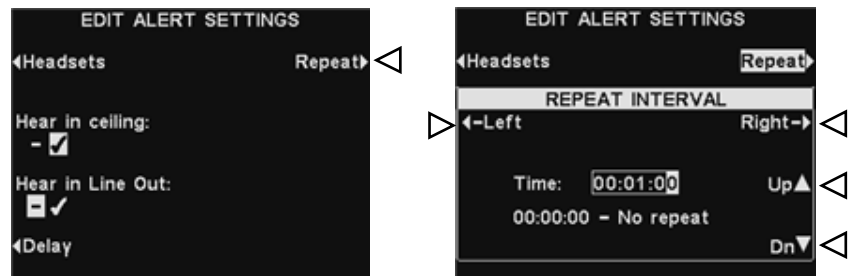 EDIT ALERT SETTINGS
Headsets Repeat
Hear in ceiling:
- ✓
Hear in Line Out:
- ✓
Delay
EDIT ALERT SETTINGS
Headsets Repeat
REPEAT INTERVAL
-Left Right-
Time: 00:01:00 Up
00:00:00 - No repeat
Dn